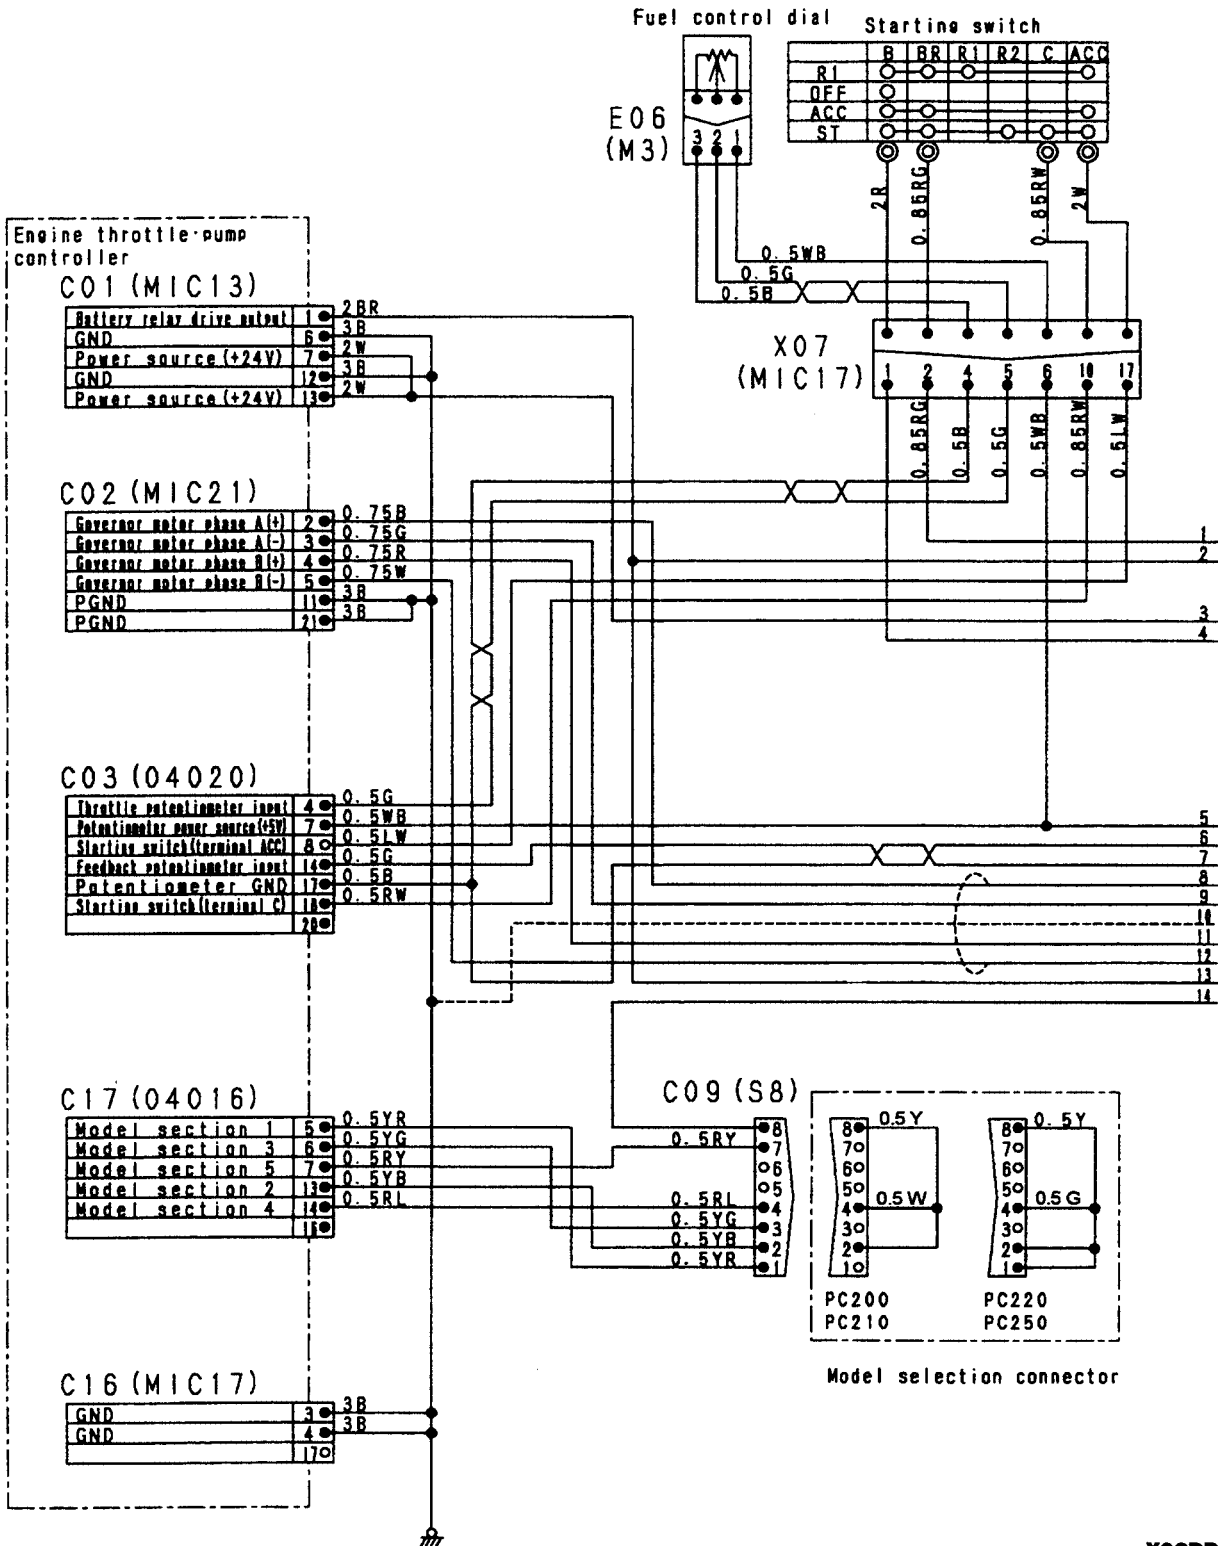 Fuel control dial
Starting switch
B BR R1 R2 C ACC
R1
OFF
ACC
ST
E06
(M3)
3 2 1
2R
0.85RG
0.85RW
2W
0.5WB
0.5G
0.5B
X07
(MIC17)
1 2 4 5 6 10 17
0.85RG
0.5B
0.5G
0.5WB
0.85RW
0.5LW
Engine throttle·pump
controller
C01(MIC13)
Battery relay drive output 1 2BR
GND 6 3B
Power source(+24V) 7 2W
GND 12 3B
Power source(+24V) 13 2W
C02(MIC21)
Governor motor phase A(+) 2 0.75B
Governor motor phase A(-) 3 0.75G
Governor motor phase B(+) 4 0.75R
Governor motor phase B(-) 5 0.75W
PGND 11 3B
PGND 21 3B
1
2
3
4
C03(04020)
Throttle potentiometer input 4 0.5G
Potentiometer power source(+5V) 7 0.5WB
Starting switch(terminal ACC) 8 0.5LW
Feedback potentiometer input 14 0.5G
Potentiometer GND 17 0.5B
Starting switch(terminal C) 18 0.5RW
20
5
6
7
8
9
10
11
12
13
14
C17(04016)
Model section 1 5 0.5YR
Model section 3 6 0.5YG
Model section 5 7 0.5RY
Model section 2 13 0.5YB
Model section 4 14 0.5RL
16
C09(S8)
8
0.5RY 7
6
5
0.5RL 4
0.5YG 3
0.5YB 2
0.5YR 1
8 0.5Y
7
6
5
4 0.5W
3
2
1
PC200
PC210
8 0.5Y
7
6
5
4 0.5G
3
2
1
PC220
PC250
Model selection connector
C16(MIC17)
GND 3 3B
GND 4 3B
17